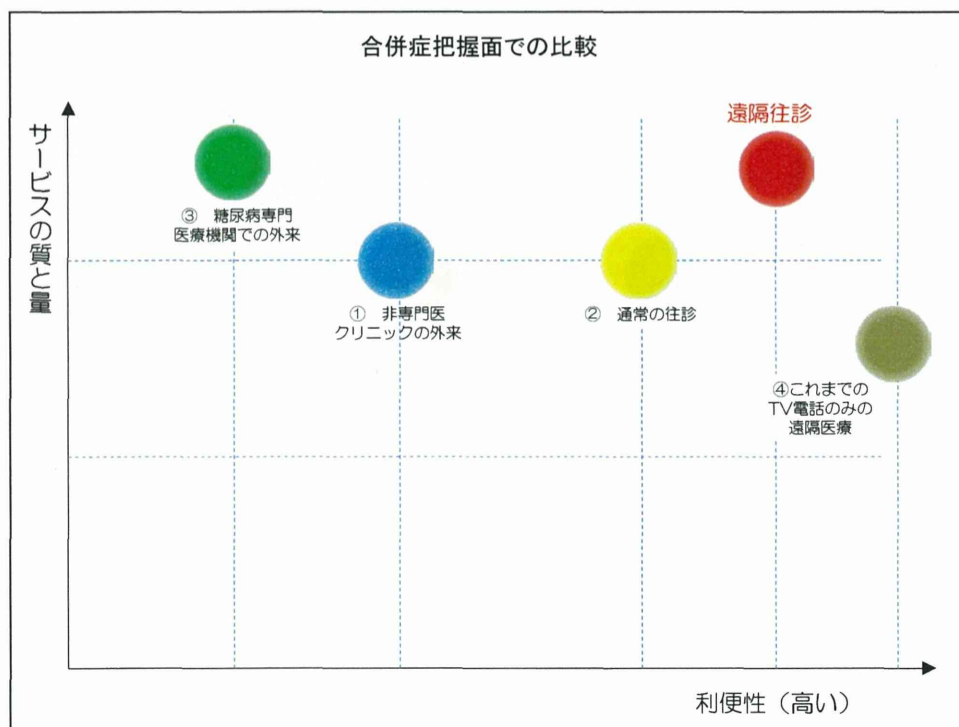 合併症把握面での比較
サービスの質と量
遠隔往診
③ 糖尿病専門
医療機関での外来
① 非専門医
クリニックの外来
② 通常の往診
④これまでの
TV電話のみの
遠隔医療
利便性（高い）